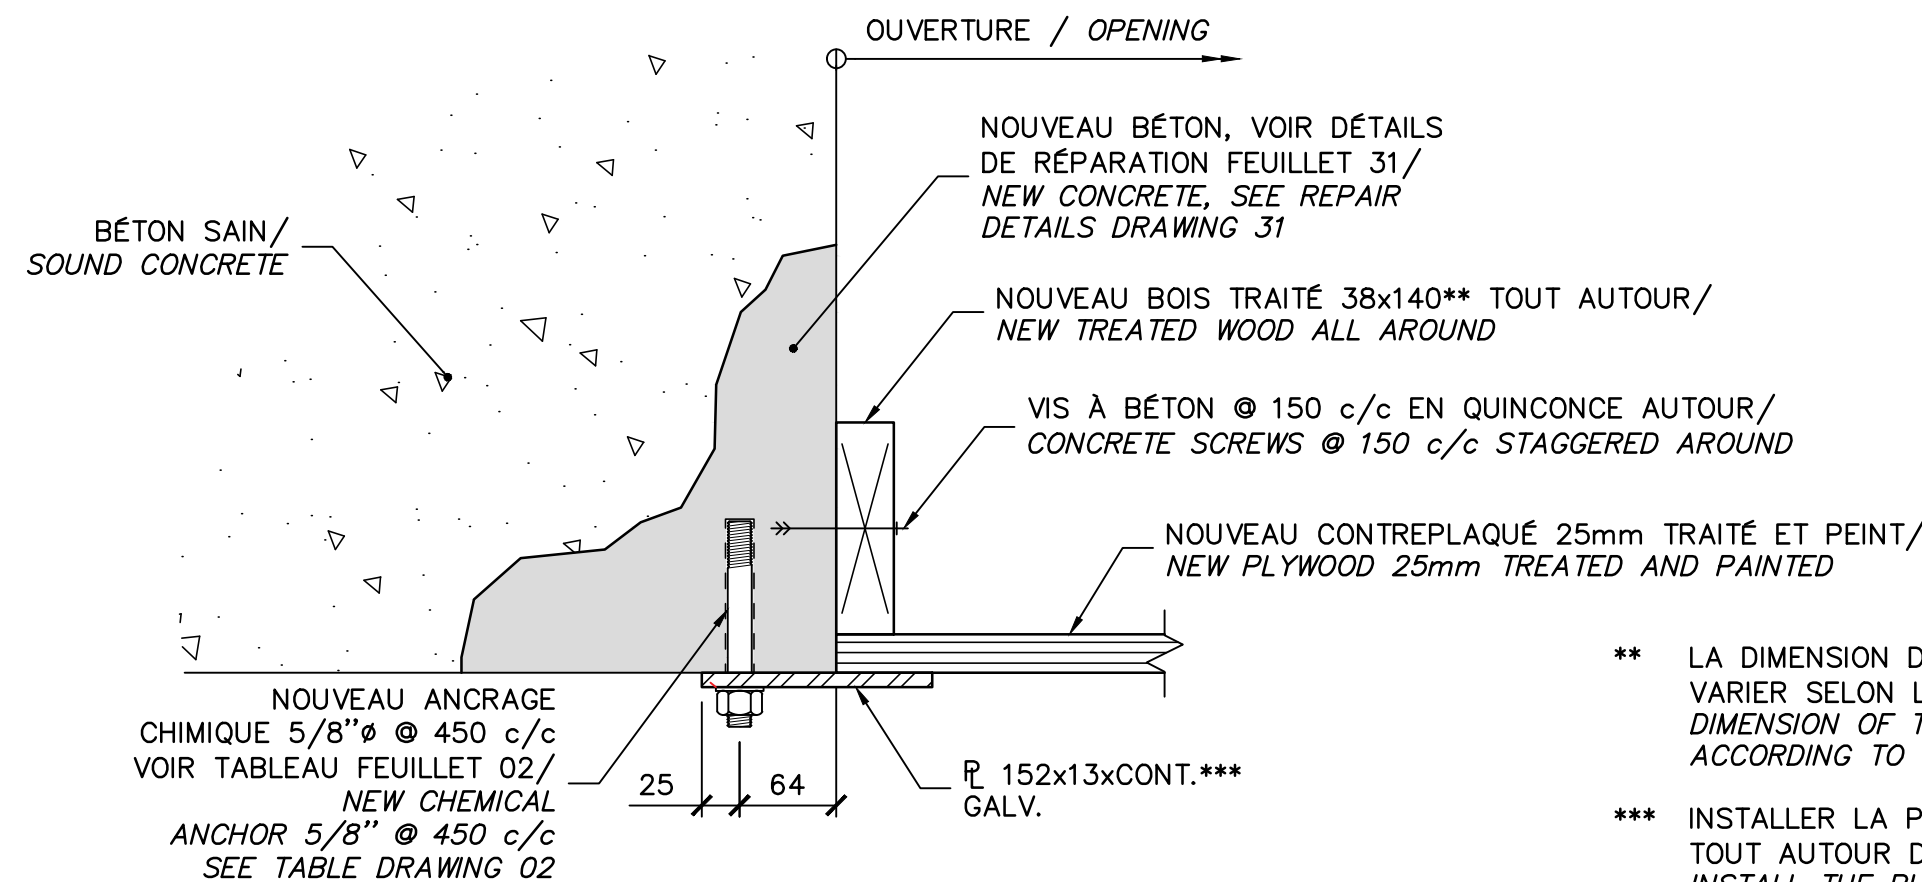 OUVERTURE / OPENING
NOUVEAU BÉTON, VOIR DÉTAILS
DE RÉPARATION FEUILLET 31/
NEW CONCRETE, SEE REPAIR
DETAILS DRAWING 31
BÉTON SAIN/
SOUND CONCRETE
NOUVEAU BOIS TRAITÉ 38x140** TOUT AUTOUR/
NEW TREATED WOOD ALL AROUND
VIS À BÉTON @ 150 c/c EN QUINCONCE AUTOUR/
CONCRETE SCREWS @ 150 c/c STAGGERED AROUND
NOUVEAU CONTREPLAQUÉ 25mm TRAITÉ ET PEINT/
NEW PLYWOOD 25mm TREATED AND PAINTED
NOUVEAU ANCRAGE
CHIMIQUE 5/8"ø @ 450 c/c
VOIR TABLEAU FEUILLET 02/
NEW CHEMICAL
ANCHOR 5/8" @ 450 c/c
SEE TABLE DRAWING 02
25
64
PL 152x13xCONT.***
GALV.
** LA DIMENSION D
VARIER SELON L
DIMENSION OF T
ACCORDING TO
*** INSTALLER LA P
TOUT AUTOUR D
INSTALL THE PL